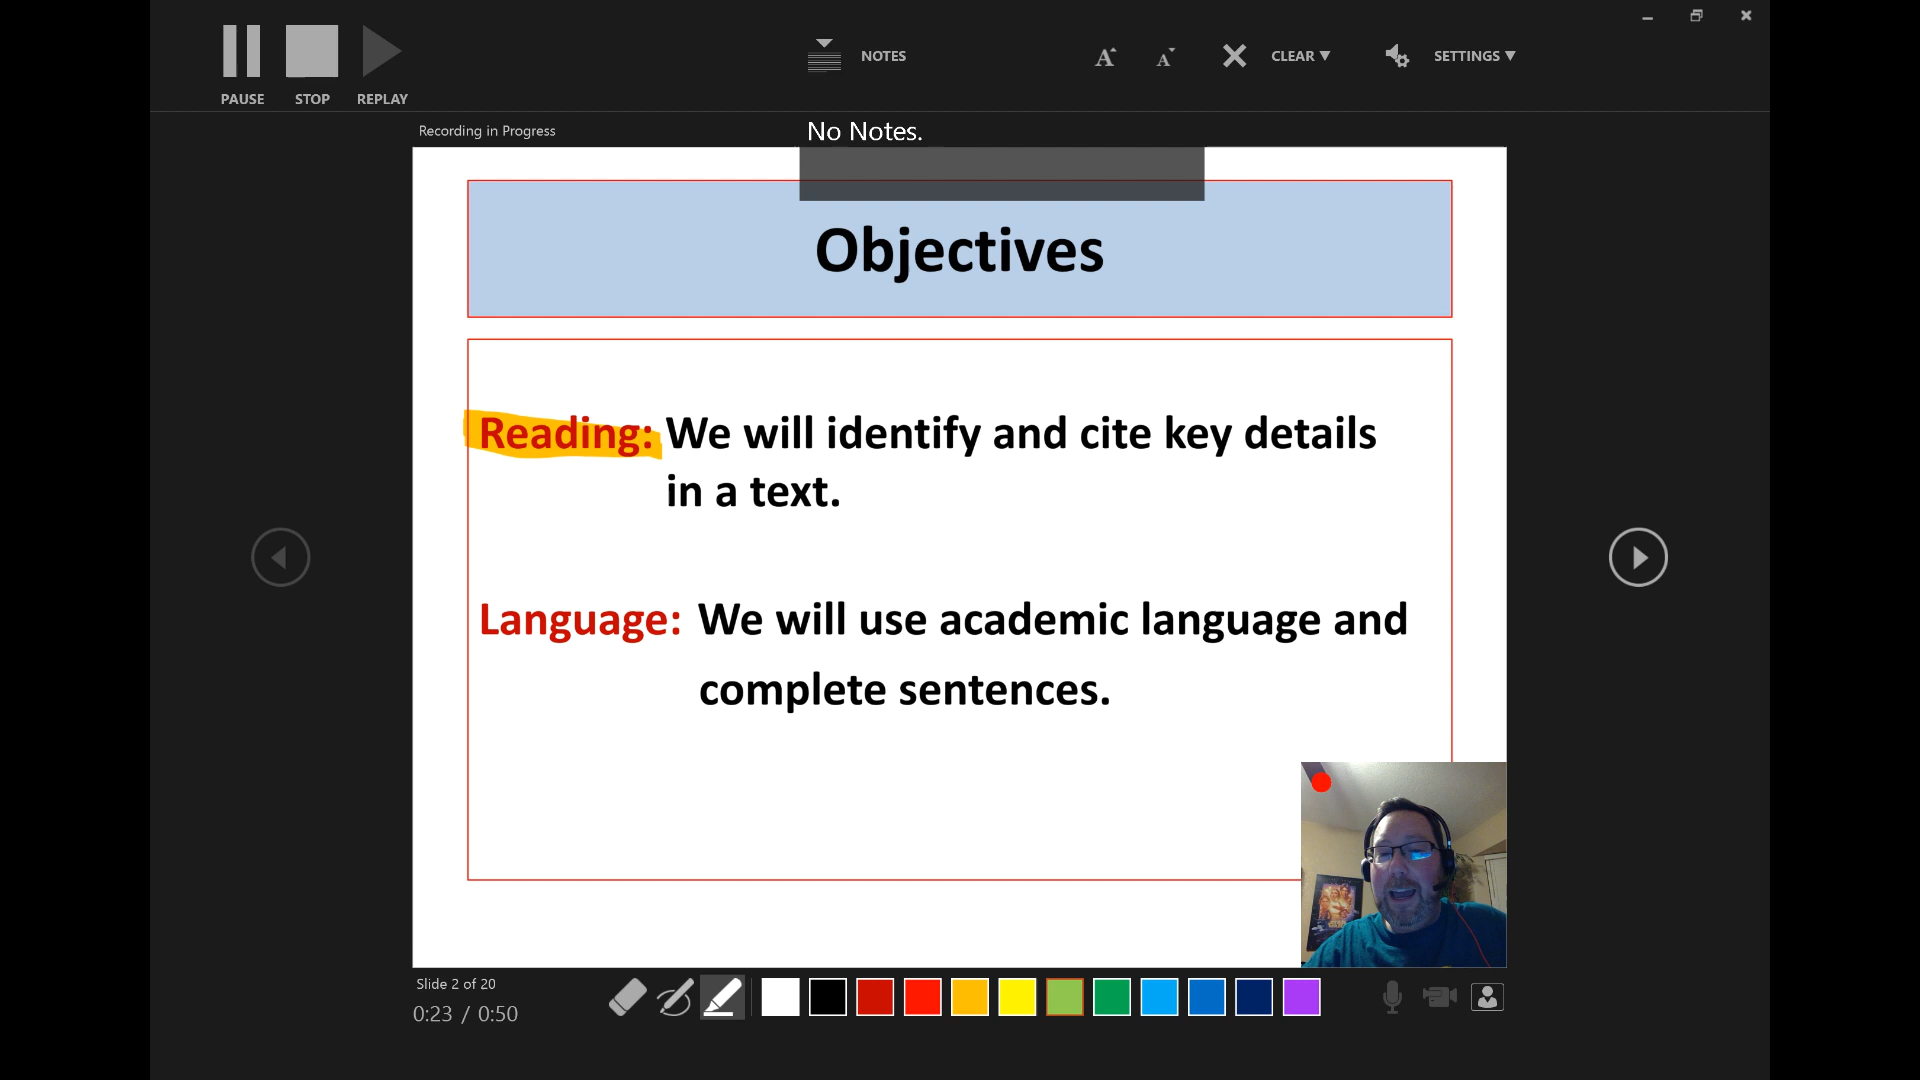 PAUSE
STOP
REPLAY
NOTES
A
A
CLEAR
SETTINGS
Recording in Progress
No Notes.
Objectives
Reading: We will identify and cite key details
in a text.
Language: We will use academic language and
complete sentences.
Slide 2 of 20
0:23 / 0:50